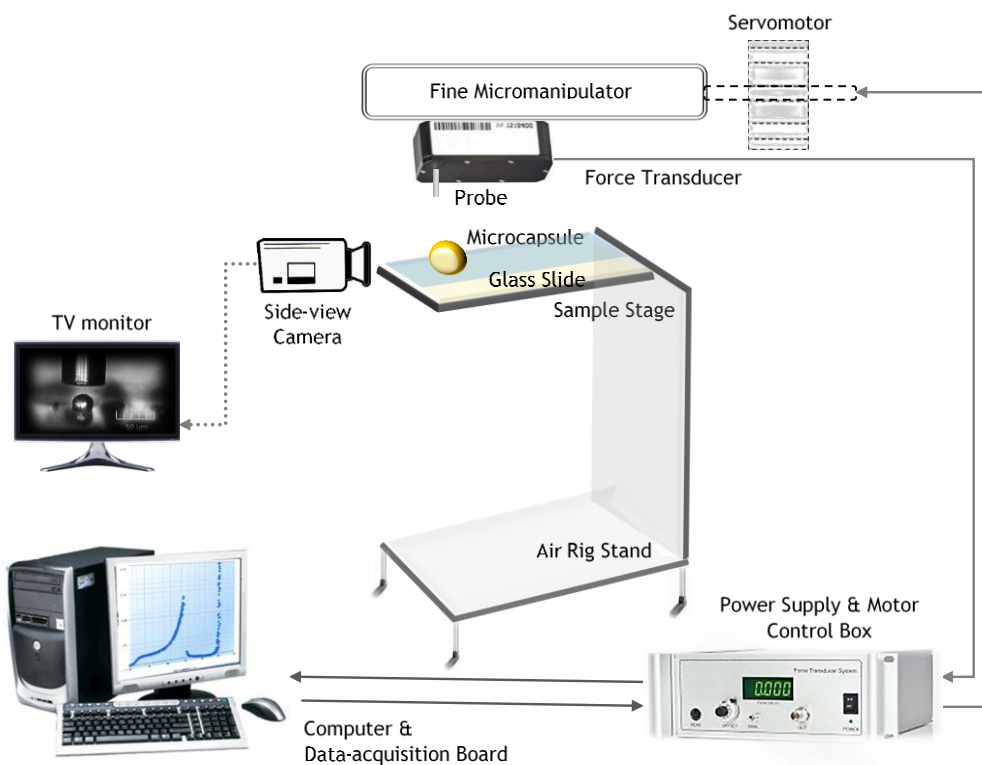 Servomotor
Fine Micromanipulator
Force Transducer
Probe
Microcapsule
Glass Slide
Sample Stage
Side-view
Camera
TV monitor
50 um
Air Rig Stand
Power Supply & Motor
Control Box
Force Transducer System
0.000
POWER
Computer &
Data-acquisition Board